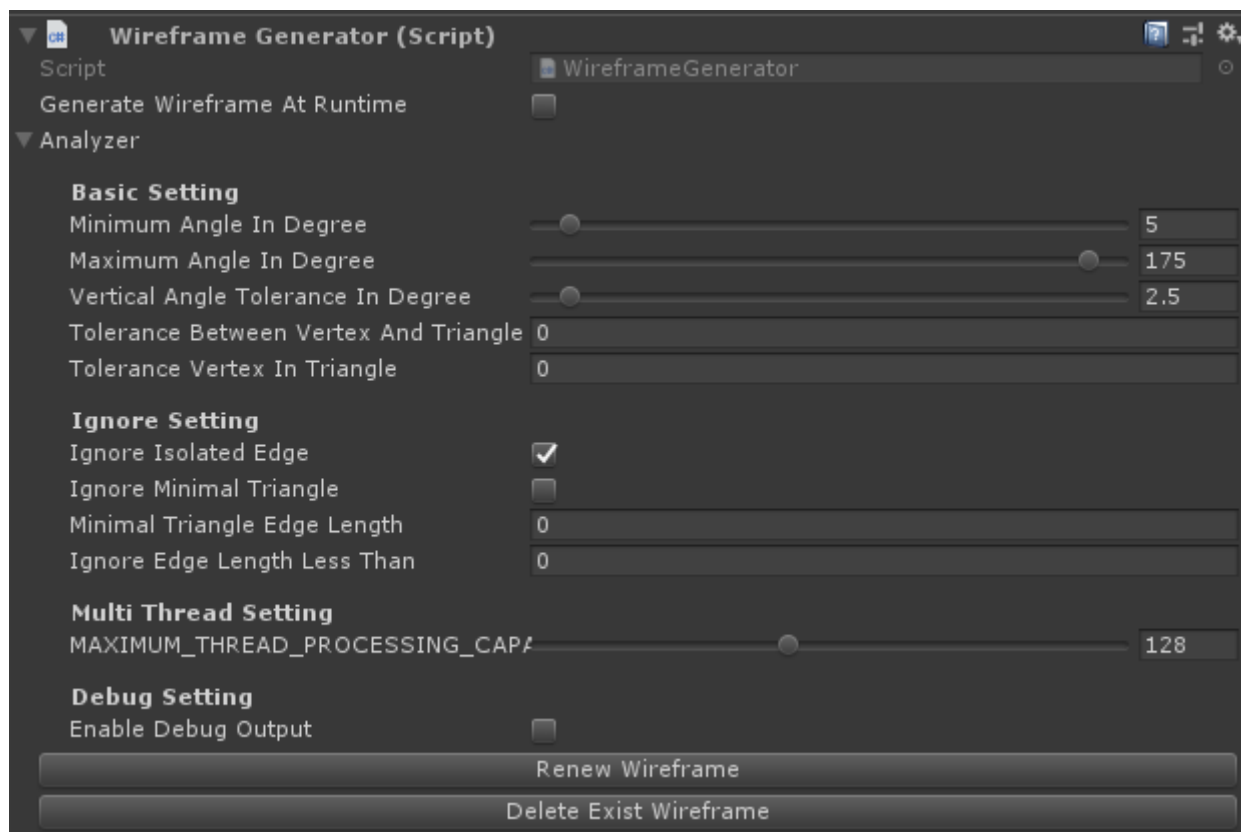 Wireframe Generator (Script)
Script WireframeGenerator
Generate Wireframe At Runtime
Analyzer
Basic Setting
Minimum Angle In Degree 5
Maximum Angle In Degree 175
Vertical Angle Tolerance In Degree 2.5
Tolerance Between Vertex And Triangle 0
Tolerance Vertex In Triangle 0
Ignore Setting
Ignore Isolated Edge
Ignore Minimal Triangle
Minimal Triangle Edge Length 0
Ignore Edge Length Less Than 0
Multi Thread Setting
MAXIMUM_THREAD_PROCESSING_CAPA 128
Debug Setting
Enable Debug Output
Renew Wireframe
Delete Exist Wireframe